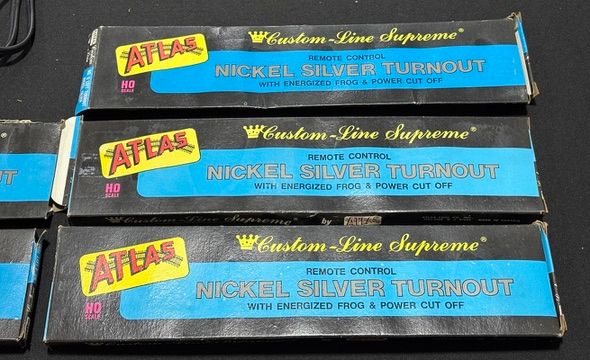 ATLAS
HO
SCALE
Custom-Line Supreme®
REMOTE CONTROL
NICKEL SILVER TURNOUT
WITH ENERGIZED FROG & POWER CUT OFF
ATLAS
HO
SCALE
Custom-Line Supreme®
REMOTE CONTROL
NICKEL SILVER TURNOUT
WITH ENERGIZED FROG & POWER CUT OFF
Custom-Line Supreme® by ATLAS
ATLAS
HO
SCALE
Custom-Line Supreme®
REMOTE CONTROL
NICKEL SILVER TURNOUT
WITH ENERGIZED FROG & POWER CUT OFF